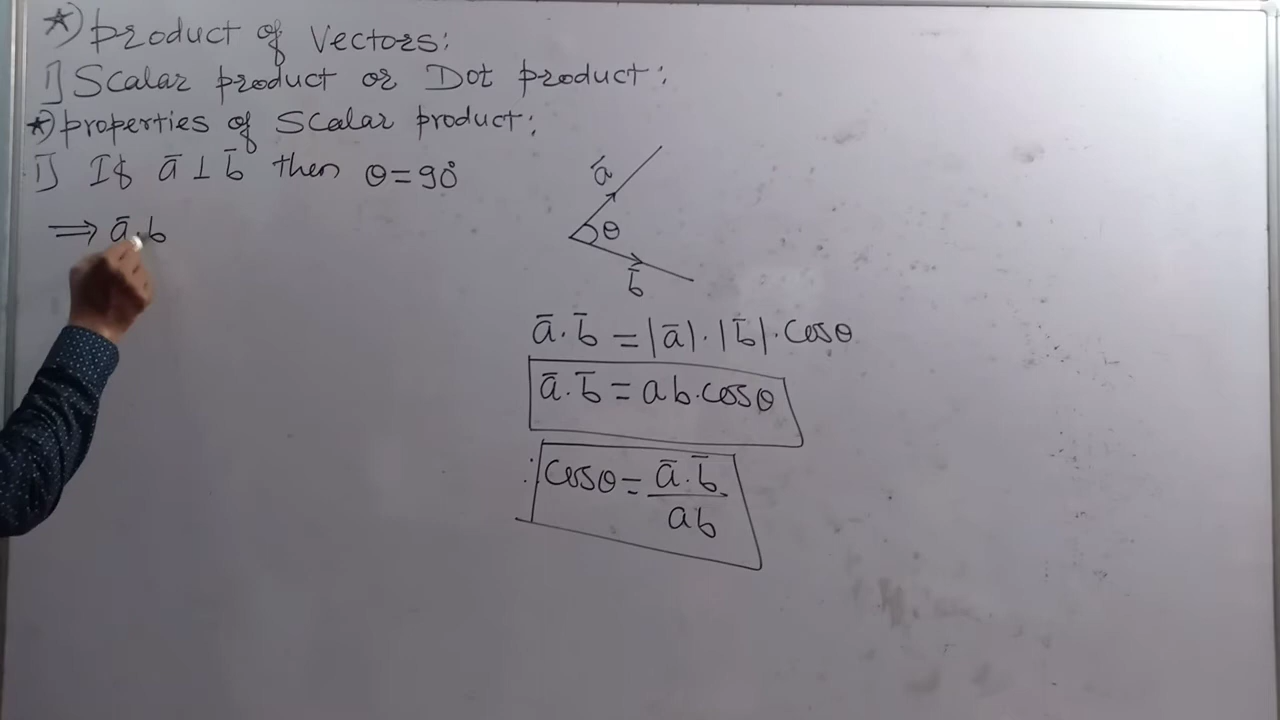 *) product of Vectors:
1] Scalar product or Dot product:
*) properties of Scalar product:
1] If ā ⊥ b̄ then θ = 90°
⇒ ā.b
ā
θ
b̄
ā . b̄ = |ā| . |b̄| . cosθ
ā . b̄ = ab.cosθ
∴ cosθ = ā . b̄ / ab